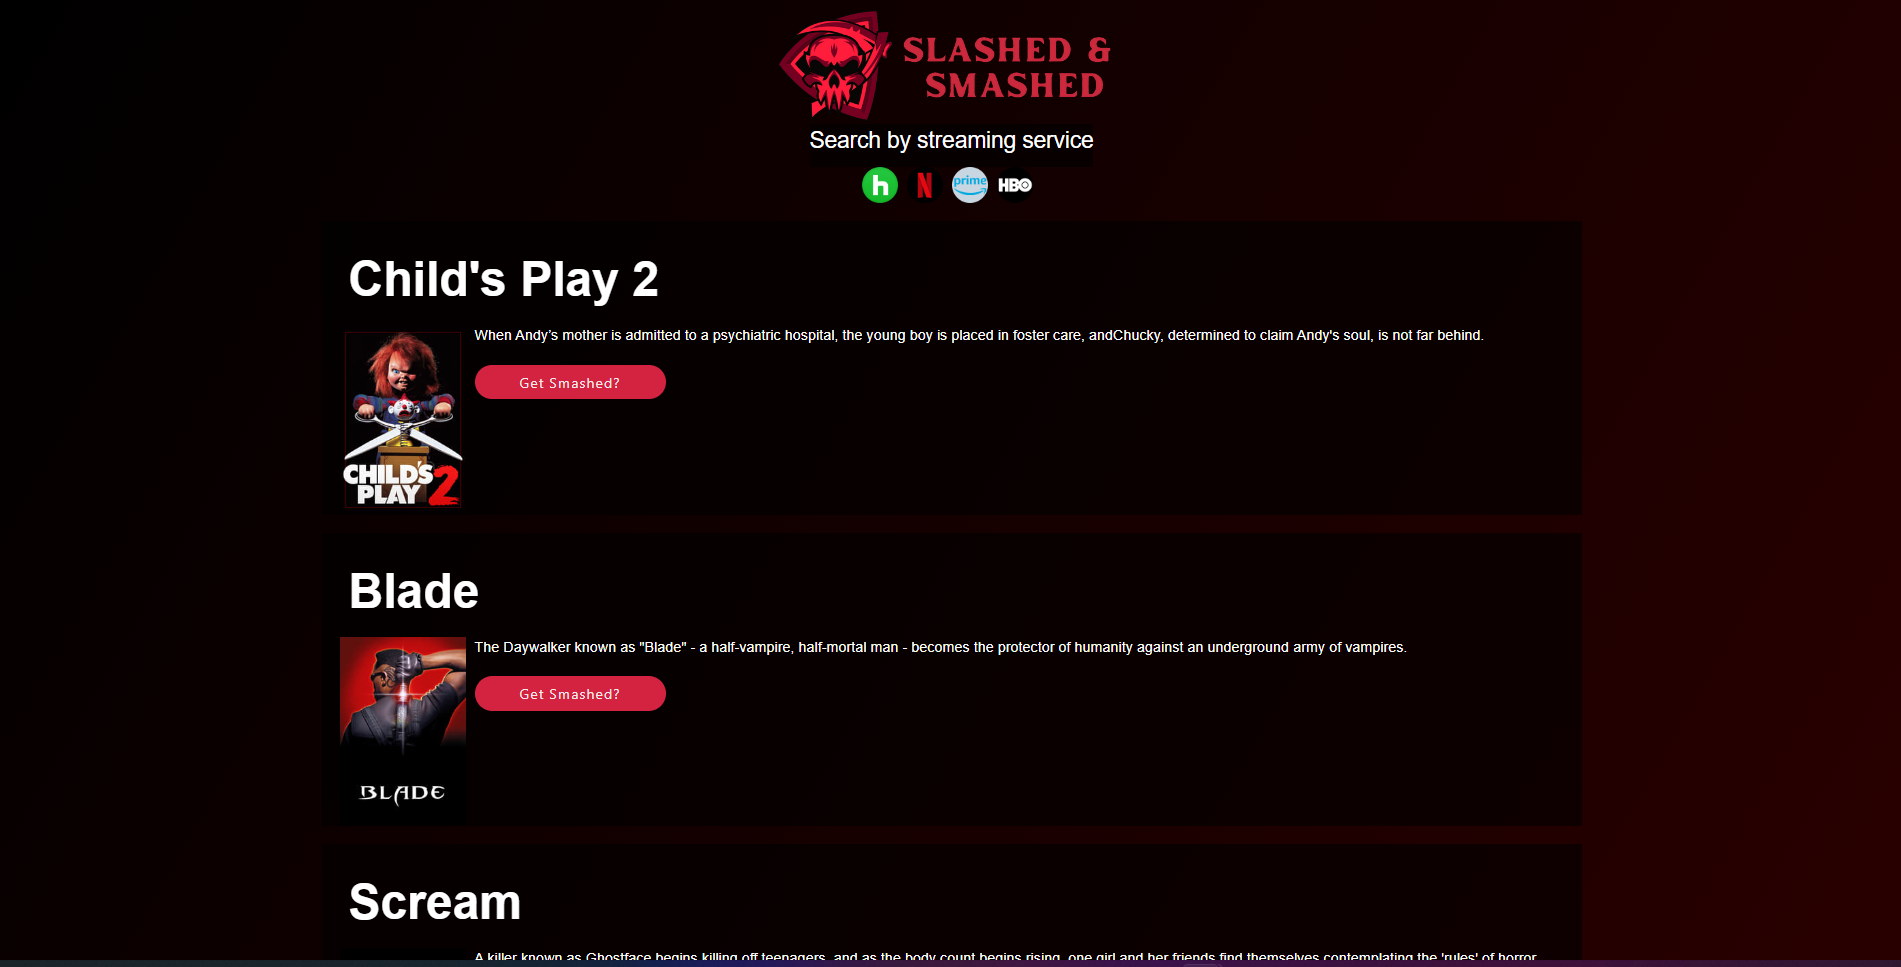 SLASHED &
SMASHED
Search by streaming service
h N prime HBO
Child's Play 2
When Andy’s mother is admitted to a psychiatric hospital, the young boy is placed in foster care, andChucky, determined to claim Andy's soul, is not far behind.
Get Smashed?
CHILD'S
PLAY 2
Blade
The Daywalker known as "Blade" - a half-vampire, half-mortal man - becomes the protector of humanity against an underground army of vampires.
Get Smashed?
BLADE
Scream
A killer known as Ghostface begins killing off teenagers, and as the body count begins rising, one girl and her friends find themselves contemplating the 'rules' of horror